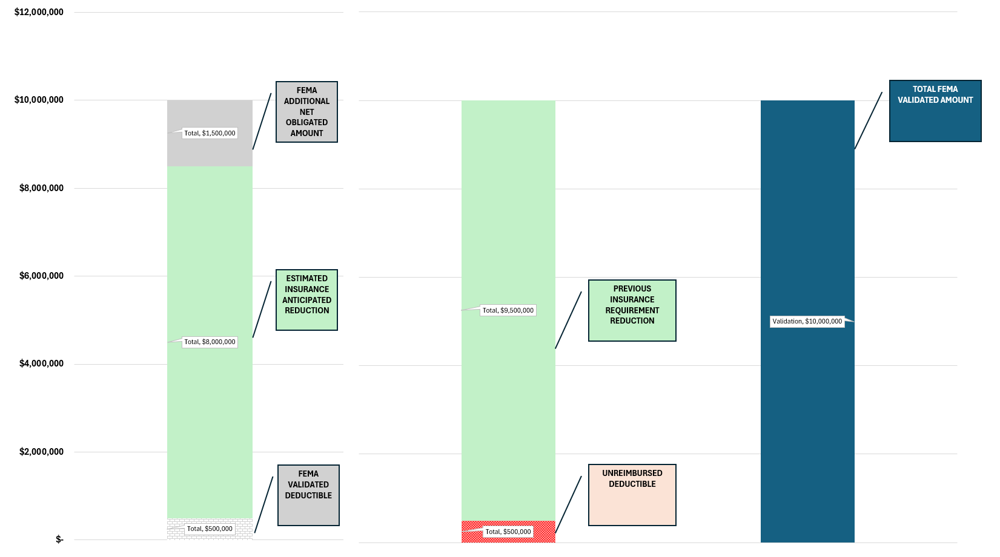 $12,000,000
$10,000,000
$8,000,000
$6,000,000
$4,000,000
$2,000,000
$-
Total, $1,500,000
Total, $8,000,000
Total, $500,000
FEMA
ADDITIONAL
NET
OBLIGATED
AMOUNT
ESTIMATED
INSURANCE
ANTICIPATED
REDUCTION
FEMA
VALIDATED
DEDUCTIBLE
Total, $9,500,000
Total, $500,000
PREVIOUS
INSURANCE
REQUIREMENT
REDUCTION
UNREIMBURSED
DEDUCTIBLE
Validation, $10,000,000
TOTAL FEMA
VALIDATED AMOUNT